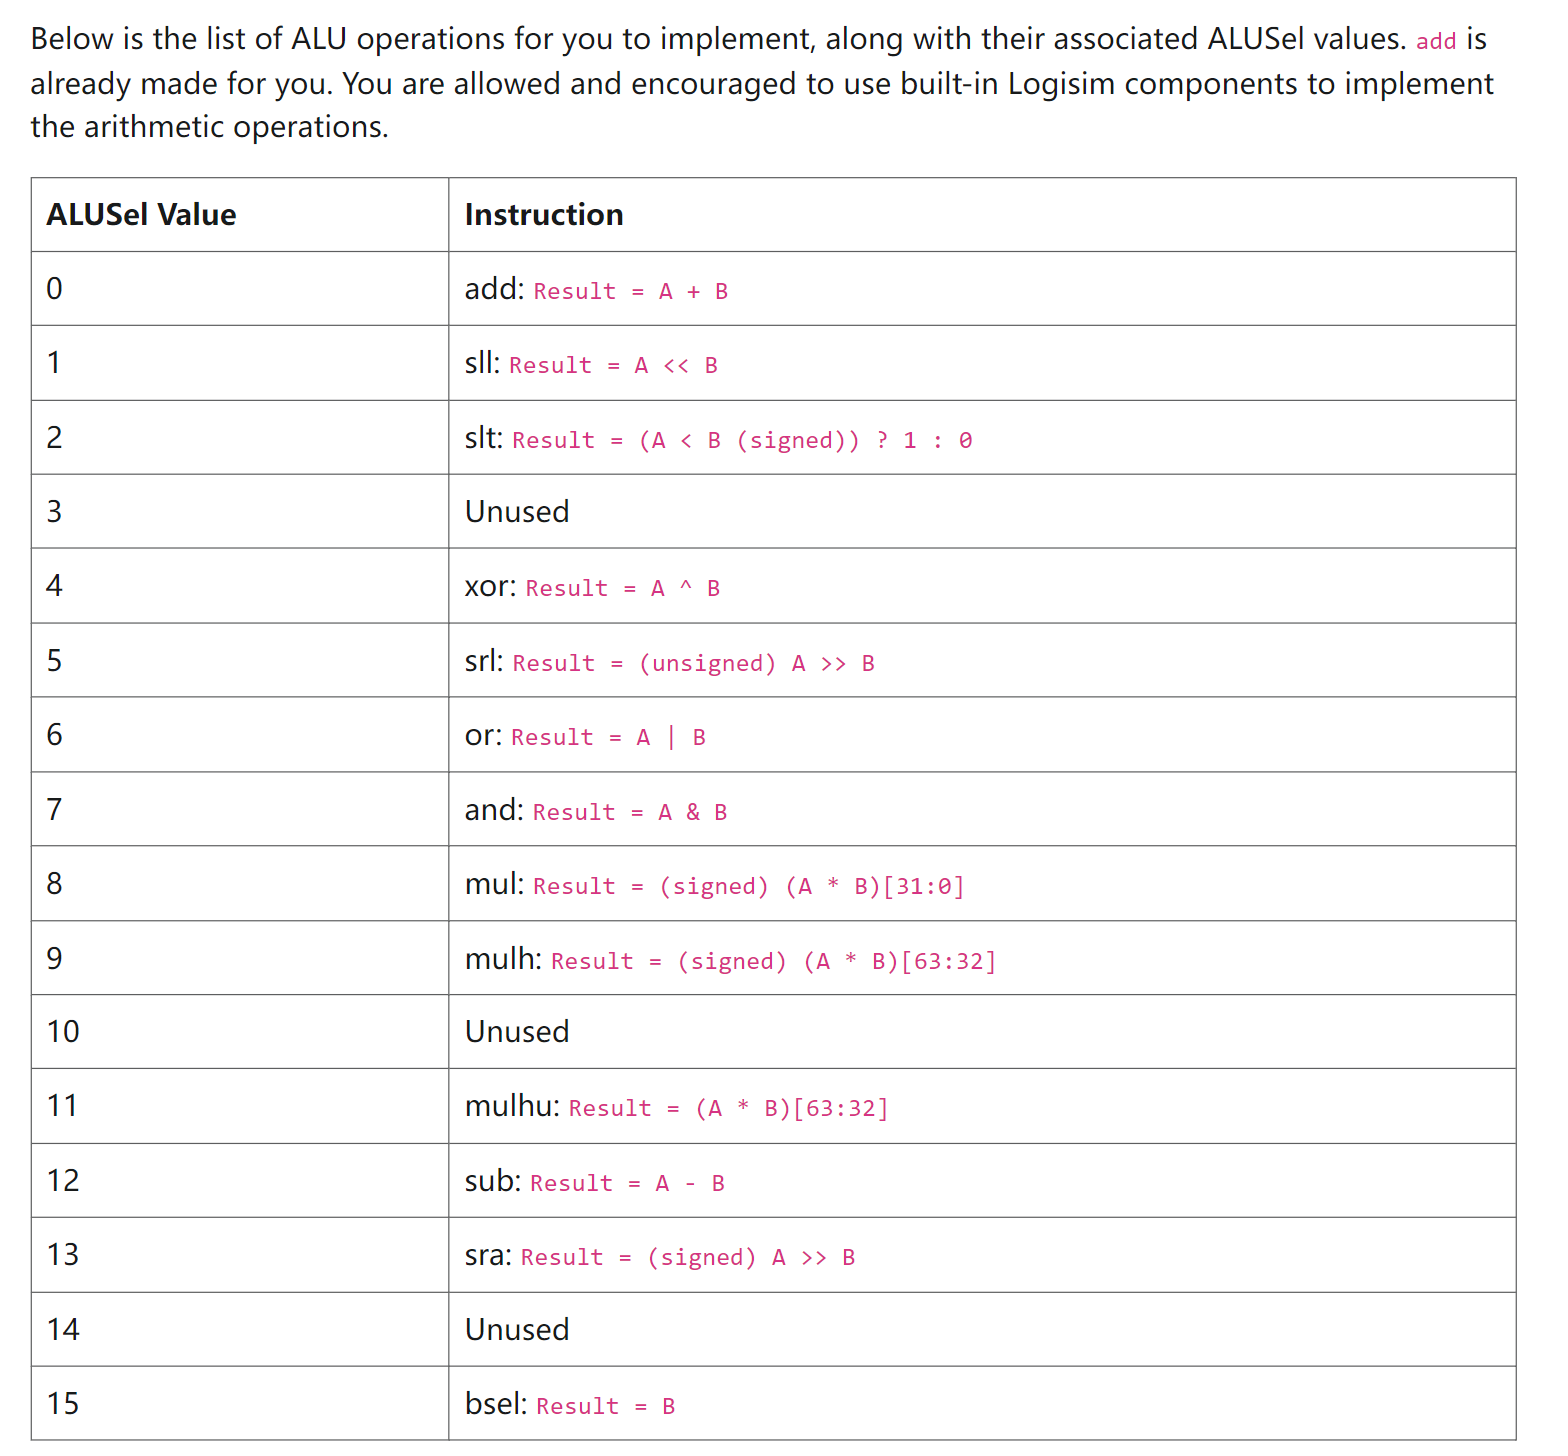 Below is the list of ALU operations for you to implement, along with their associated ALUSel values. add is
already made for you. You are allowed and encouraged to use built-in Logisim components to implement
the arithmetic operations.
ALUSel Value Instruction
0 add: Result = A + B
1 sll: Result = A << B
2 slt: Result = (A < B (signed)) ? 1 : 0
3 Unused
4 xor: Result = A ^ B
5 srl: Result = (unsigned) A >> B
6 or: Result = A | B
7 and: Result = A & B
8 mul: Result = (signed) (A * B)[31:0]
9 mulh: Result = (signed) (A * B)[63:32]
10 Unused
11 mulhu: Result = (A * B)[63:32]
12 sub: Result = A - B
13 sra: Result = (signed) A >> B
14 Unused
15 bsel: Result = B